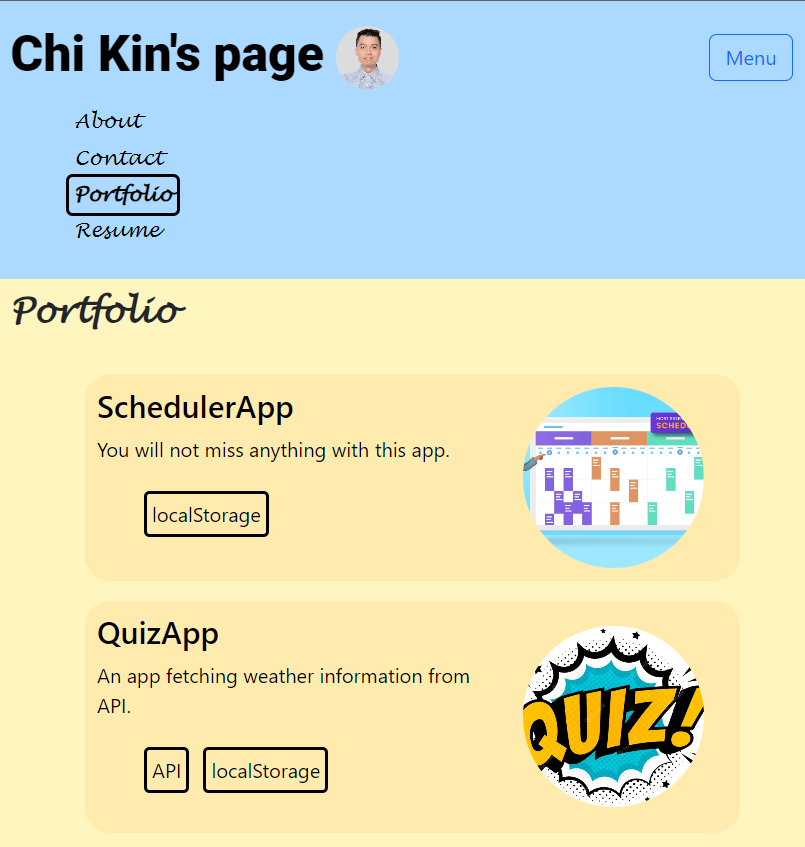 Chi Kin's page
Menu
About
Contact
Portfolio
Resume
Portfolio
SchedulerApp
You will not miss anything with this app.
localStorage
SCHED
QuizApp
An app fetching weather information from
API.
API localStorage
QUIZ!